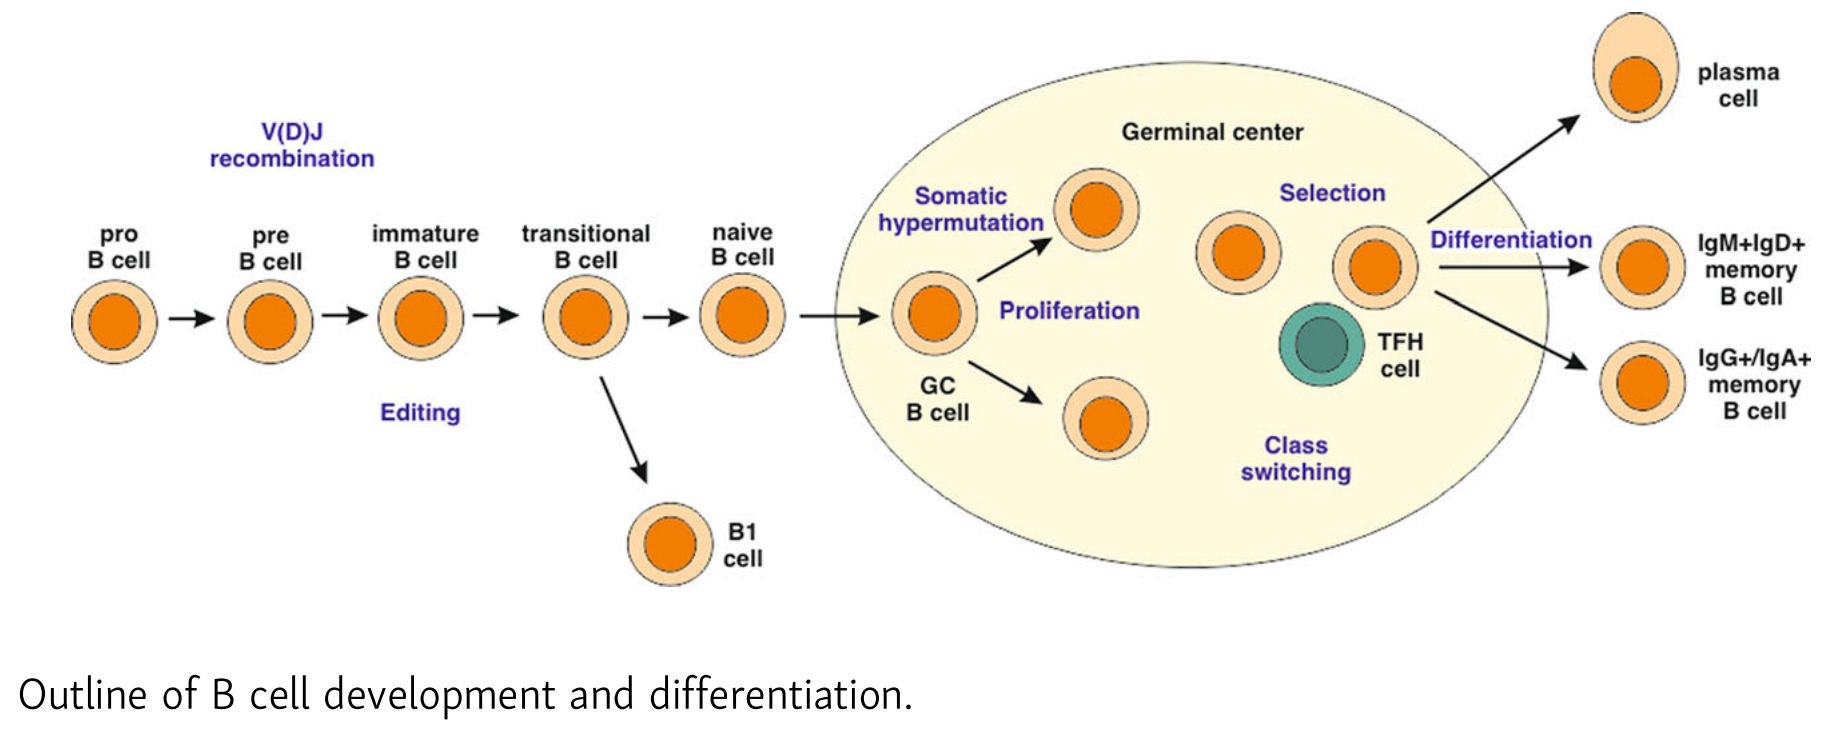 V(D)J
recombination
pro
B cell
pre
B cell
immature
B cell
transitional
B cell
naive
B cell
Editing
B1
cell
Germinal center
Somatic
hypermutation
Proliferation
GC
B cell
Selection
TFH
cell
Class
switching
Differentiation
plasma
cell
IgM+IgD+
memory
B cell
IgG+/IgA+
memory
B cell
Outline of B cell development and differentiation.